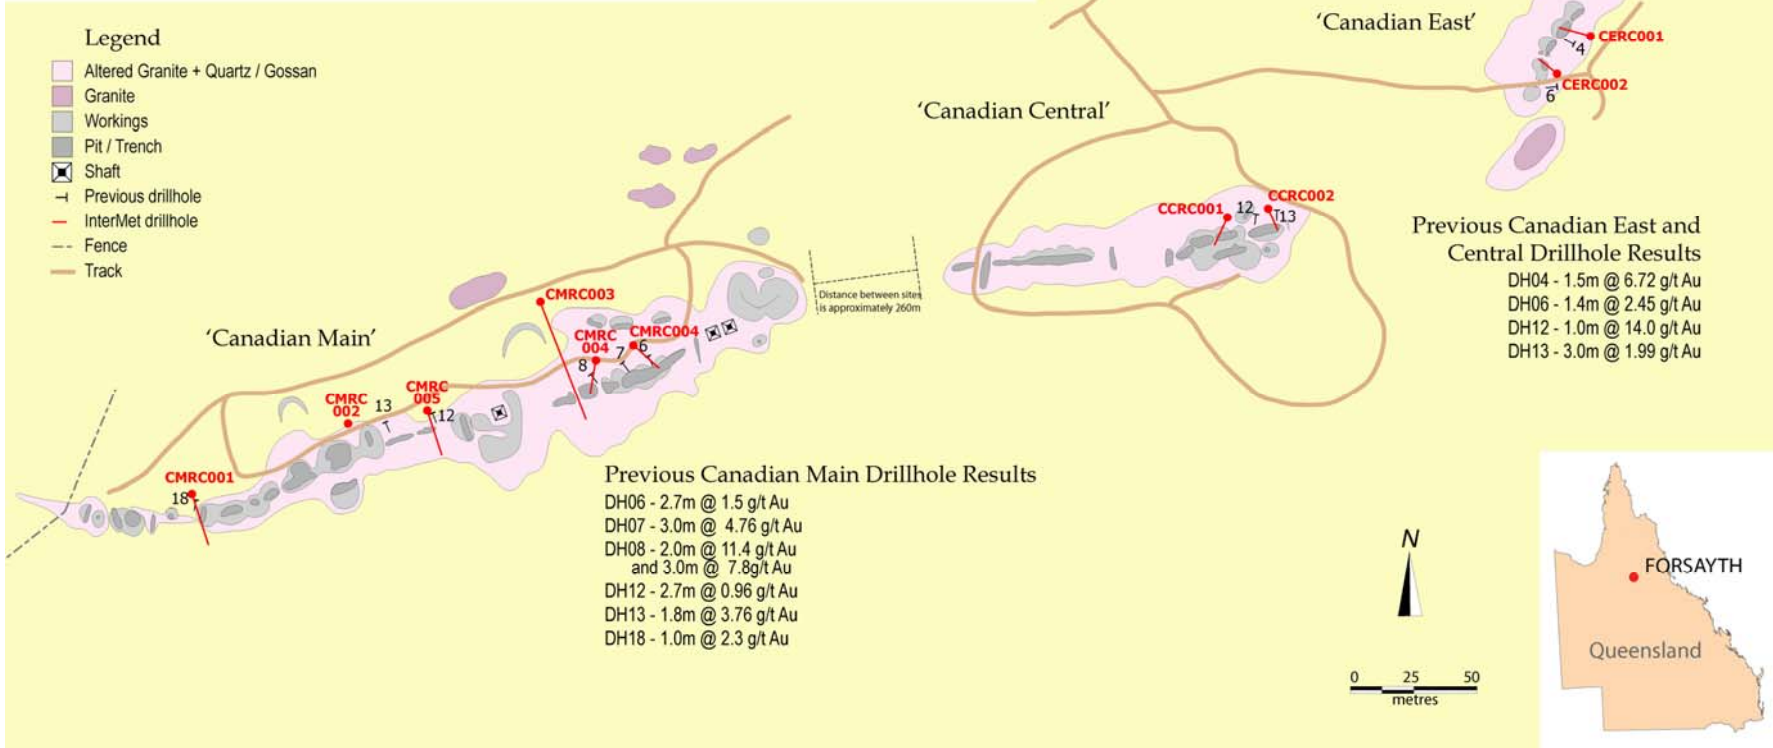 Legend
Altered Granite + Quartz / Gossan
Granite
Workings
Pit / Trench
Shaft
Previous drillhole
InterMet drillhole
Fence
Track
'Canadian Main'
'Canadian Central'
'Canadian East'
CERC001
4
CERC002
6
CCRC001
12
CCRC002
13
Distance between sites
is approximately 260m
CMRC003
CMRC
004
CMRC004
8
7
6
CMRC
002
13
CMRC
005
12
CMRC001
18
Previous Canadian East and
Central Drillhole Results
DH04 - 1.5m @ 6.72 g/t Au
DH06 - 1.4m @ 2.45 g/t Au
DH12 - 1.0m @ 14.0 g/t Au
DH13 - 3.0m @ 1.99 g/t Au
Previous Canadian Main Drillhole Results
DH06 - 2.7m @ 1.5 g/t Au
DH07 - 3.0m @ 4.76 g/t Au
DH08 - 2.0m @ 11.4 g/t Au
and 3.0m @ 7.8g/t Au
DH12 - 2.7m @ 0.96 g/t Au
DH13 - 1.8m @ 3.76 g/t Au
DH18 - 1.0m @ 2.3 g/t Au
N
0 25 50
metres
FORSAYTH
Queensland